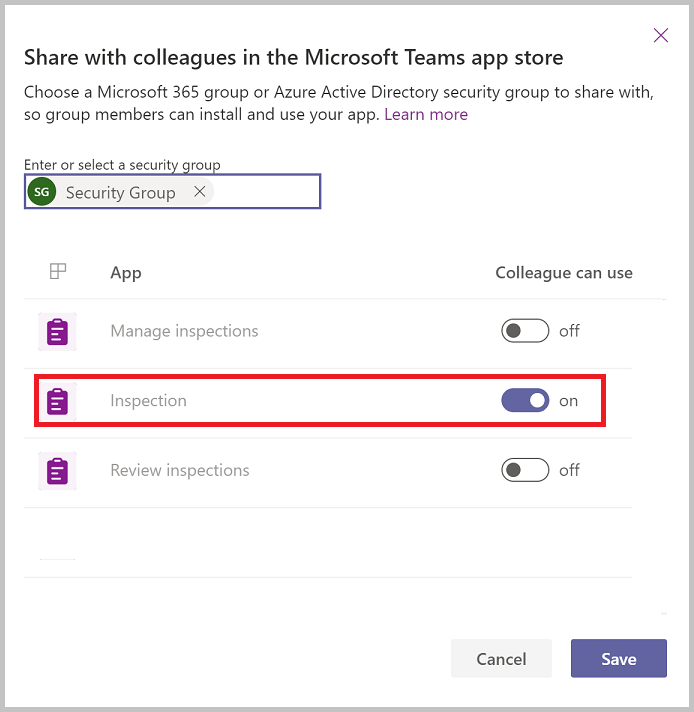 Share with colleagues in the Microsoft Teams app store
Choose a Microsoft 365 group or Azure Active Directory security group to share with,
so group members can install and use your app. Learn more
Enter or select a security group
SG Security Group
App Colleague can use
Manage inspections off
Inspection on
Review inspections off
Cancel Save